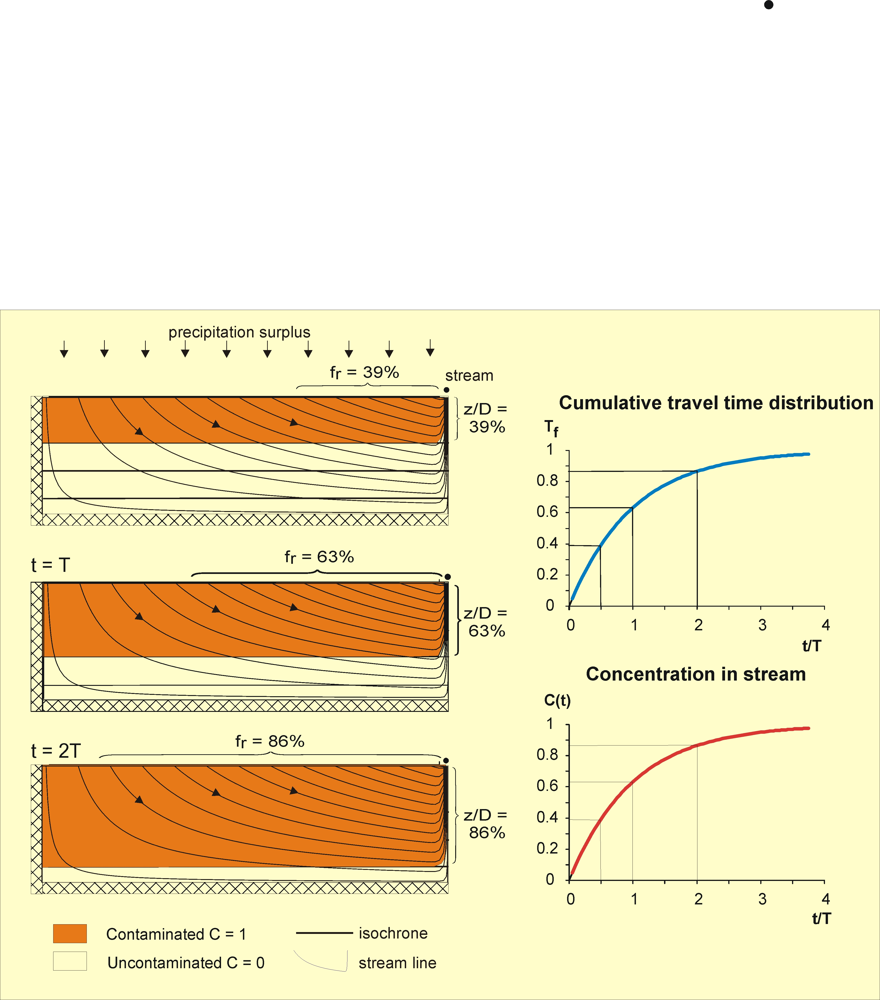 precipitation surplus
fr = 39%
stream
z/D =
39%
t = T
fr = 63%
z/D =
63%
t = 2T
fr = 86%
z/D =
86%
Contaminated C = 1
isochrone
Uncontaminated C = 0
stream line
Cumulative travel time distribution
Tf
1
0.8
0.6
0.4
0.2
0
0 1 2 3 4
t/T
Concentration in stream
C(t)
1
0.8
0.6
0.4
0.2
0
0 1 2 3 4
t/T